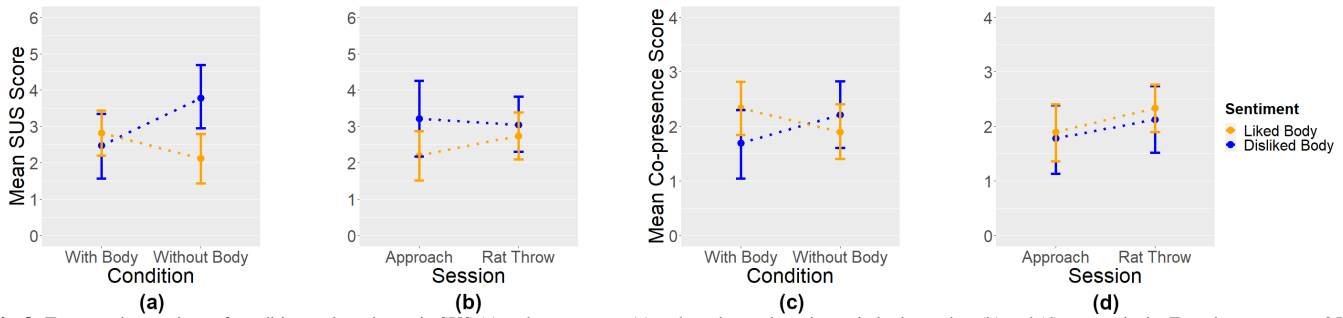 Mean SUS Score
6
5
4
3
2
1
0
With Body Without Body
Condition
(a)
6
5
4
3
2
1
0
Approach Rat Throw
Session
(b)
Mean Co-presence Score
4
3
2
1
0
With Body Without Body
Condition
(c)
4
3
2
1
0
Approach Rat Throw
Session
(d)
Sentiment
Liked Body
Disliked Body